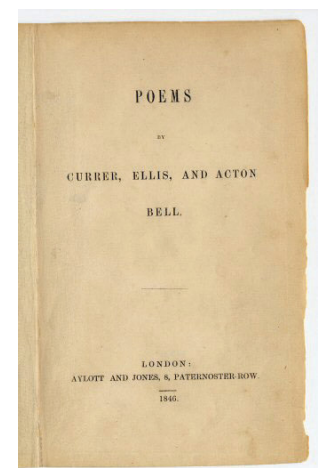 POEMS
BY
CURRER, ELLIS, AND ACTON
BELL.
LONDON:
AYLOTT AND JONES, 8, PATERNOSTER-ROW.
1846.